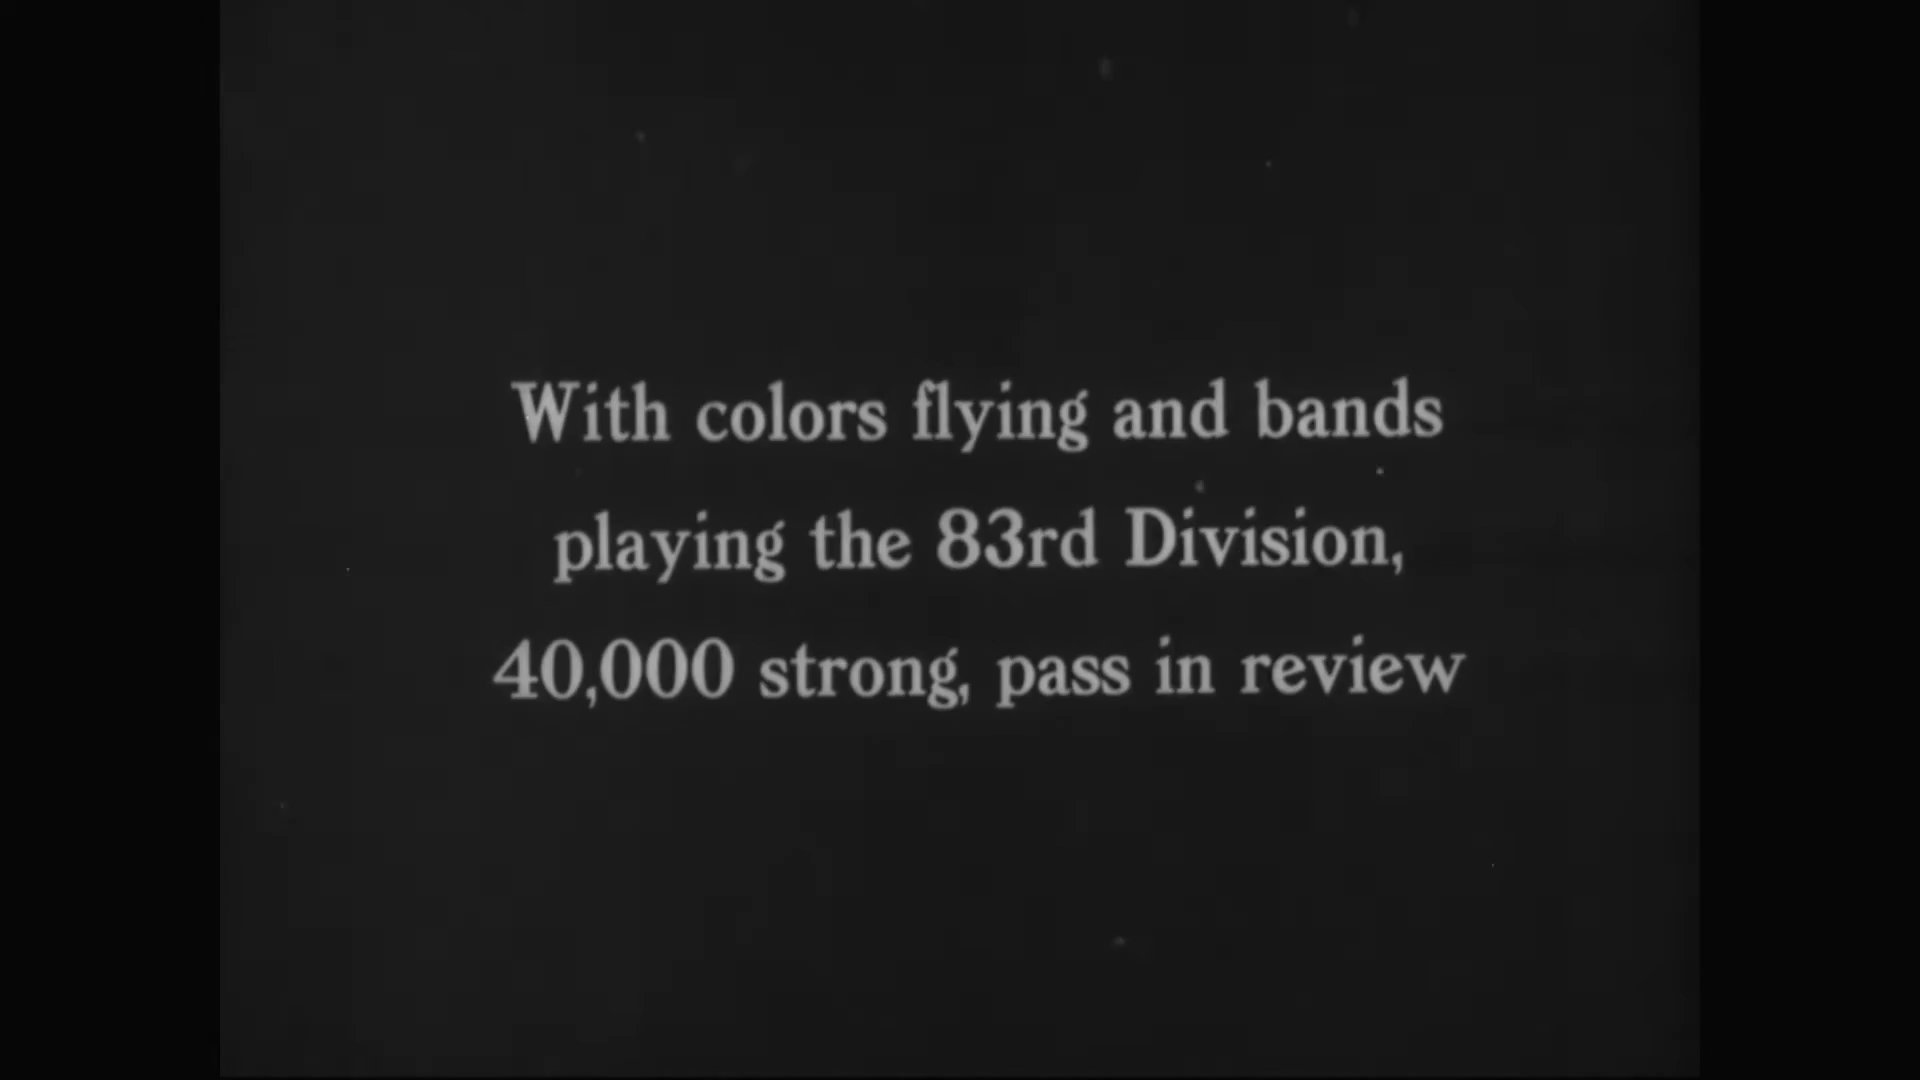 With colors flying and bands
playing the 83rd Division,
40,000 strong, pass in review